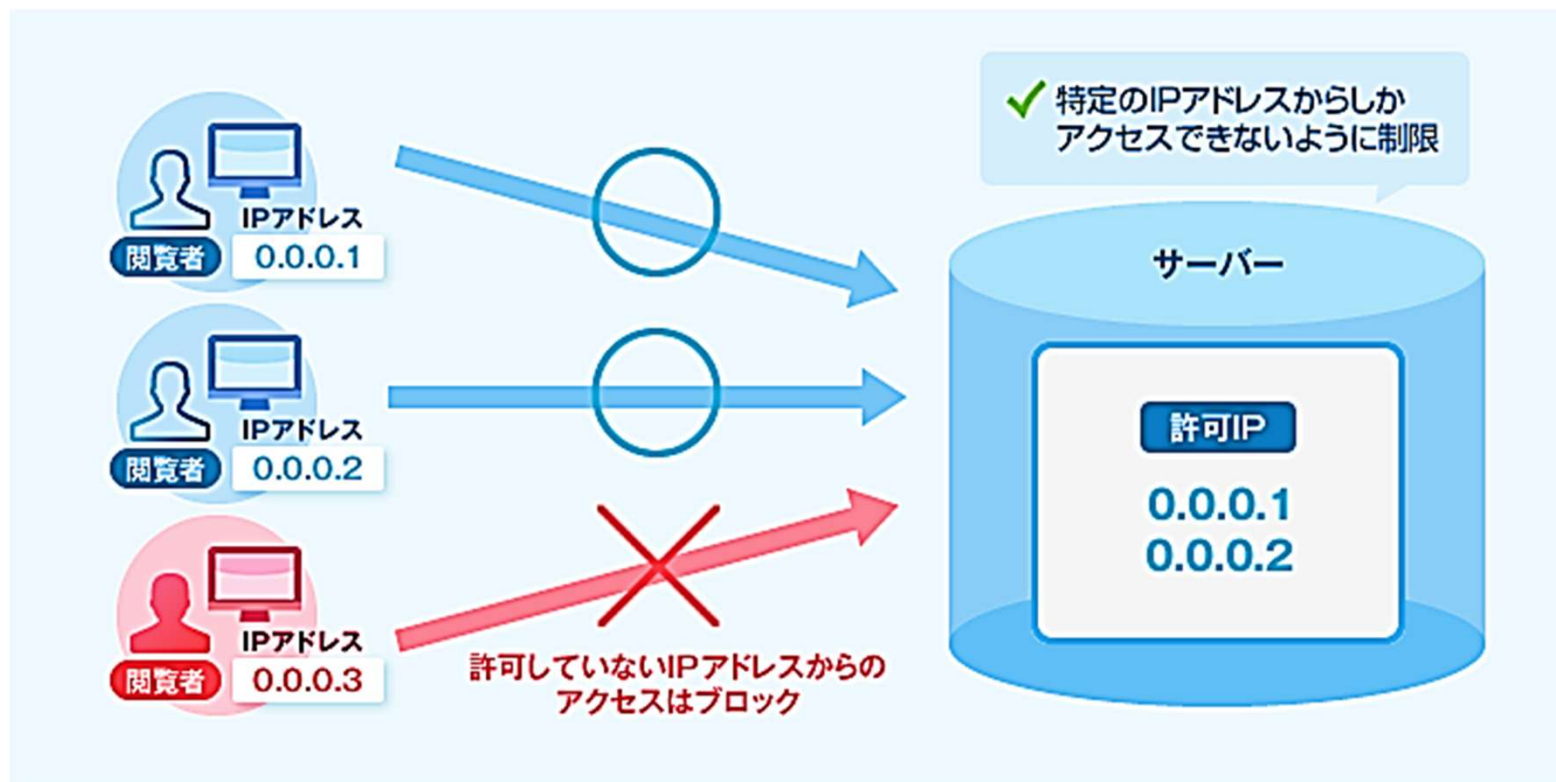 特定のIPアドレスからしか
アクセスできないように制限
サーバー
許可IP
0.0.0.1
0.0.0.2
IPアドレス
閲覧者
0.0.0.1
IPアドレス
閲覧者
0.0.0.2
IPアドレス
閲覧者
0.0.0.3
許可していないIPアドレスからの
アクセスはブロック